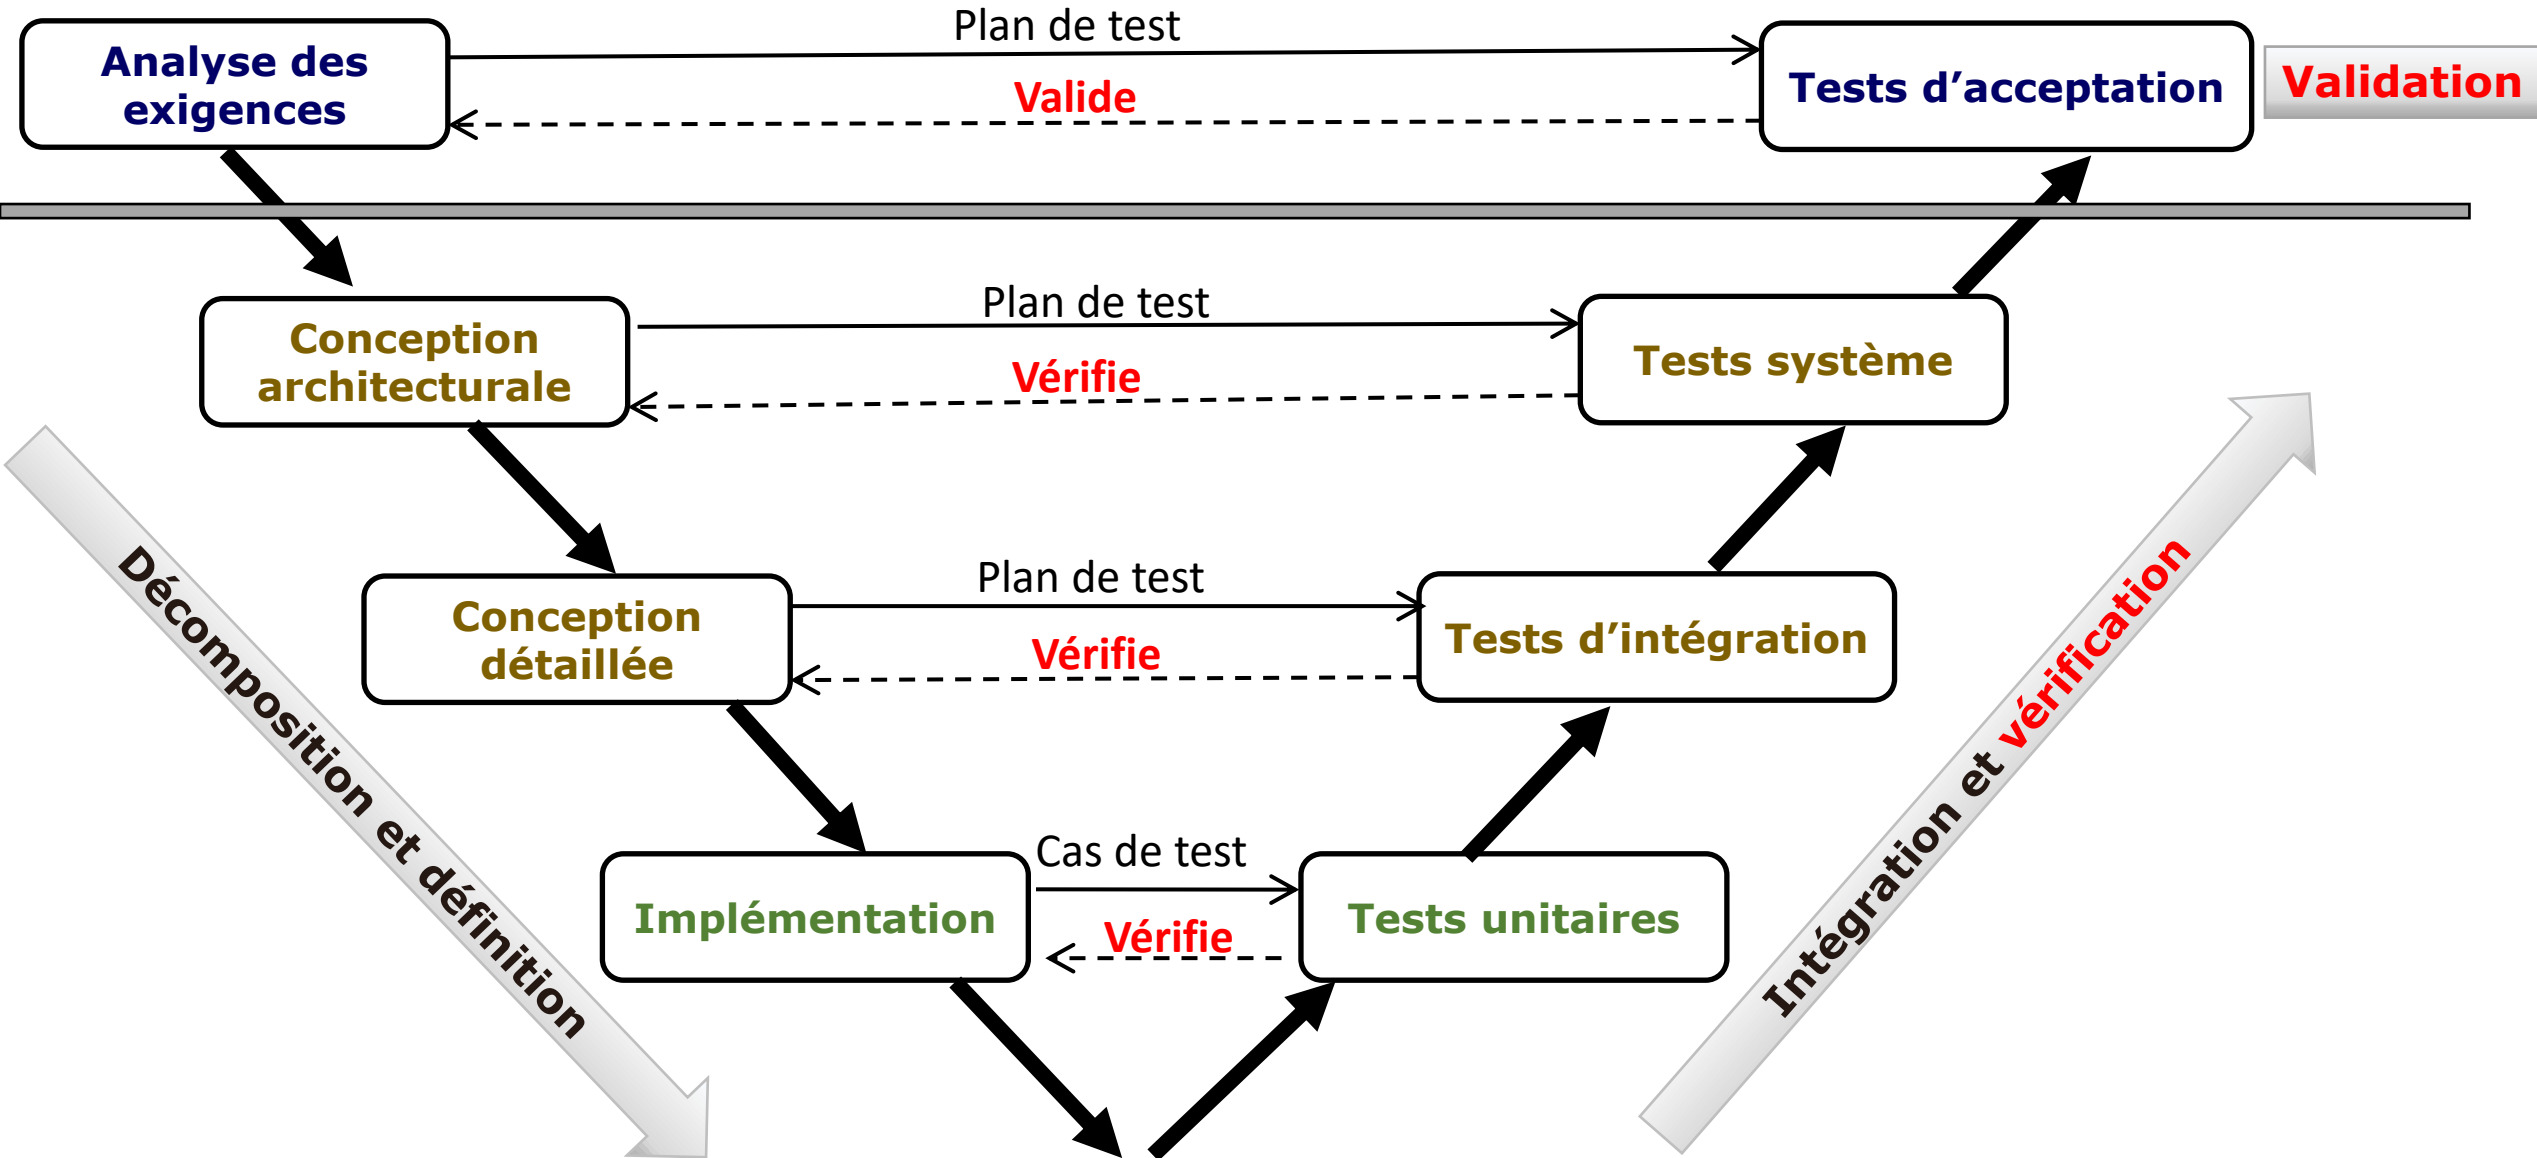 Plan de test
Analyse des
exigences
Valide
Tests d’acceptation
Validation
Plan de test
Conception
architecturale
Vérifie
Tests système
Plan de test
Conception
détaillée
Vérifie
Tests d’intégration
Décomposition et définition
Intégration et vérification
Cas de test
Implémentation
Vérifie
Tests unitaires